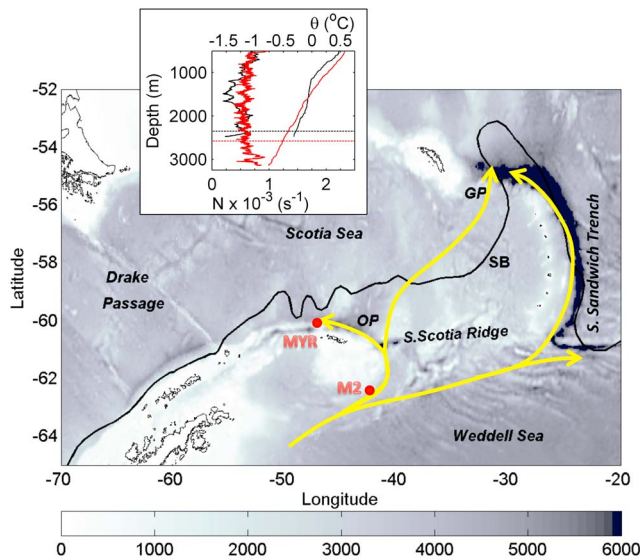 θ (°C)
-1.5 -1 -0.5 0 0.5
Depth (m)
1000
2000
3000
0 1 2
N x 10⁻³ (s⁻¹)
Latitude
-52
-54
-56
-58
-60
-62
-64
GP
Scotia Sea
S. Sandwich Trench
SB
Drake
Passage
OP
S.Scotia Ridge
MYR
M2
Weddell Sea
-70 -60 -50 -40 -30 -20
Longitude
0 1000 2000 3000 4000 5000 6000